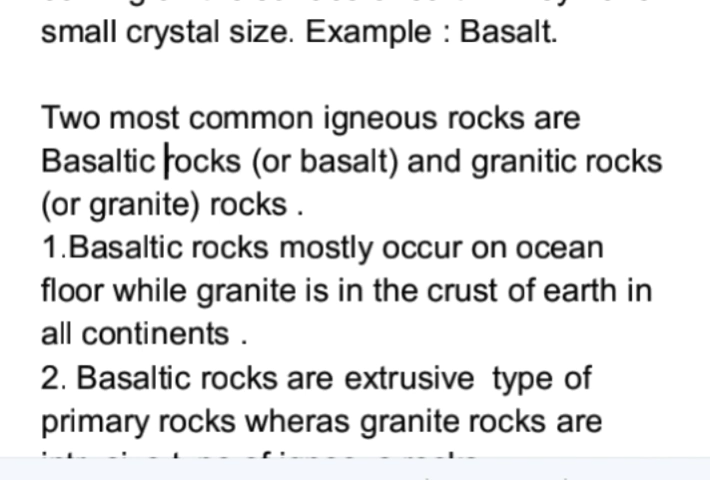 small crystal size. Example : Basalt.
Two most common igneous rocks are
Basaltic rocks (or basalt) and granitic rocks
(or granite) rocks .
1.Basaltic rocks mostly occur on ocean
floor while granite is in the crust of earth in
all continents .
2. Basaltic rocks are extrusive type of
primary rocks wheras granite rocks are